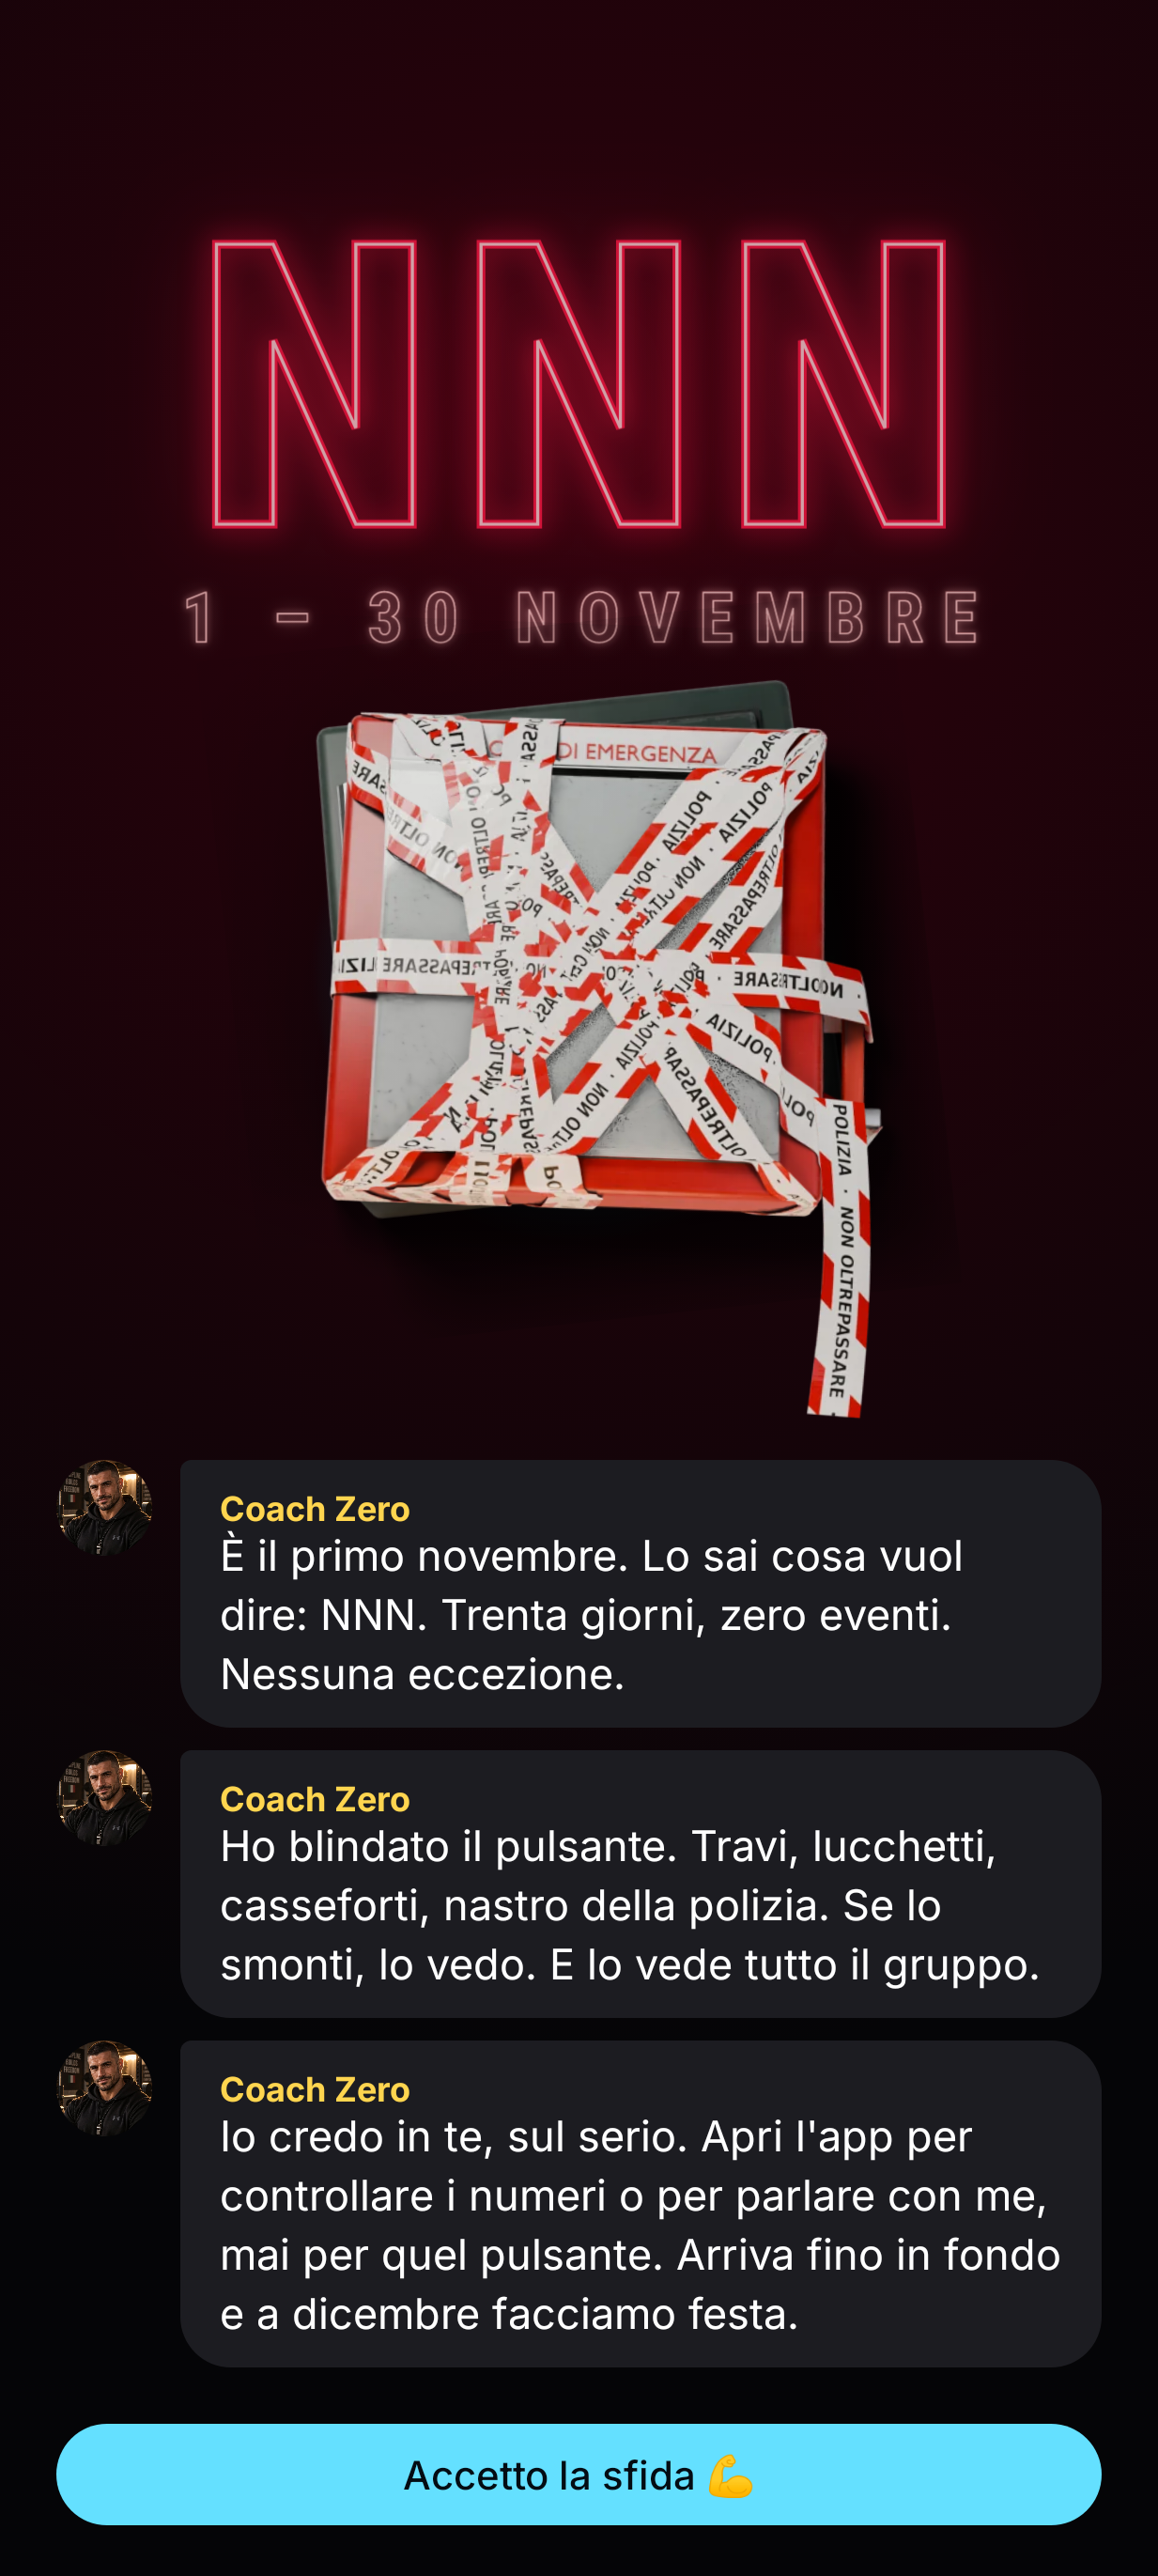 NNN
1 – 30 NOVEMBRE
DI EMERGENZA
POLIZIA · NON OLTREPASSARE ·
Coach Zero
È il primo novembre. Lo sai cosa vuol
dire: NNN. Trenta giorni, zero eventi.
Nessuna eccezione.
Coach Zero
Ho blindato il pulsante. Travi, lucchetti,
casseforti, nastro della polizia. Se lo
smonti, lo vedo. E lo vede tutto il gruppo.
Coach Zero
Io credo in te, sul serio. Apri l'app per
controllare i numeri o per parlare con me,
mai per quel pulsante. Arriva fino in fondo
e a dicembre facciamo festa.
Accetto la sfida 💪